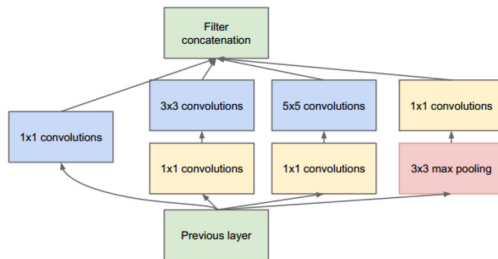 Filter
concatenation
3x3 convolutions
5x5 convolutions
1x1 convolutions
1x1 convolutions
1x1 convolutions
1x1 convolutions
3x3 max pooling
Previous layer